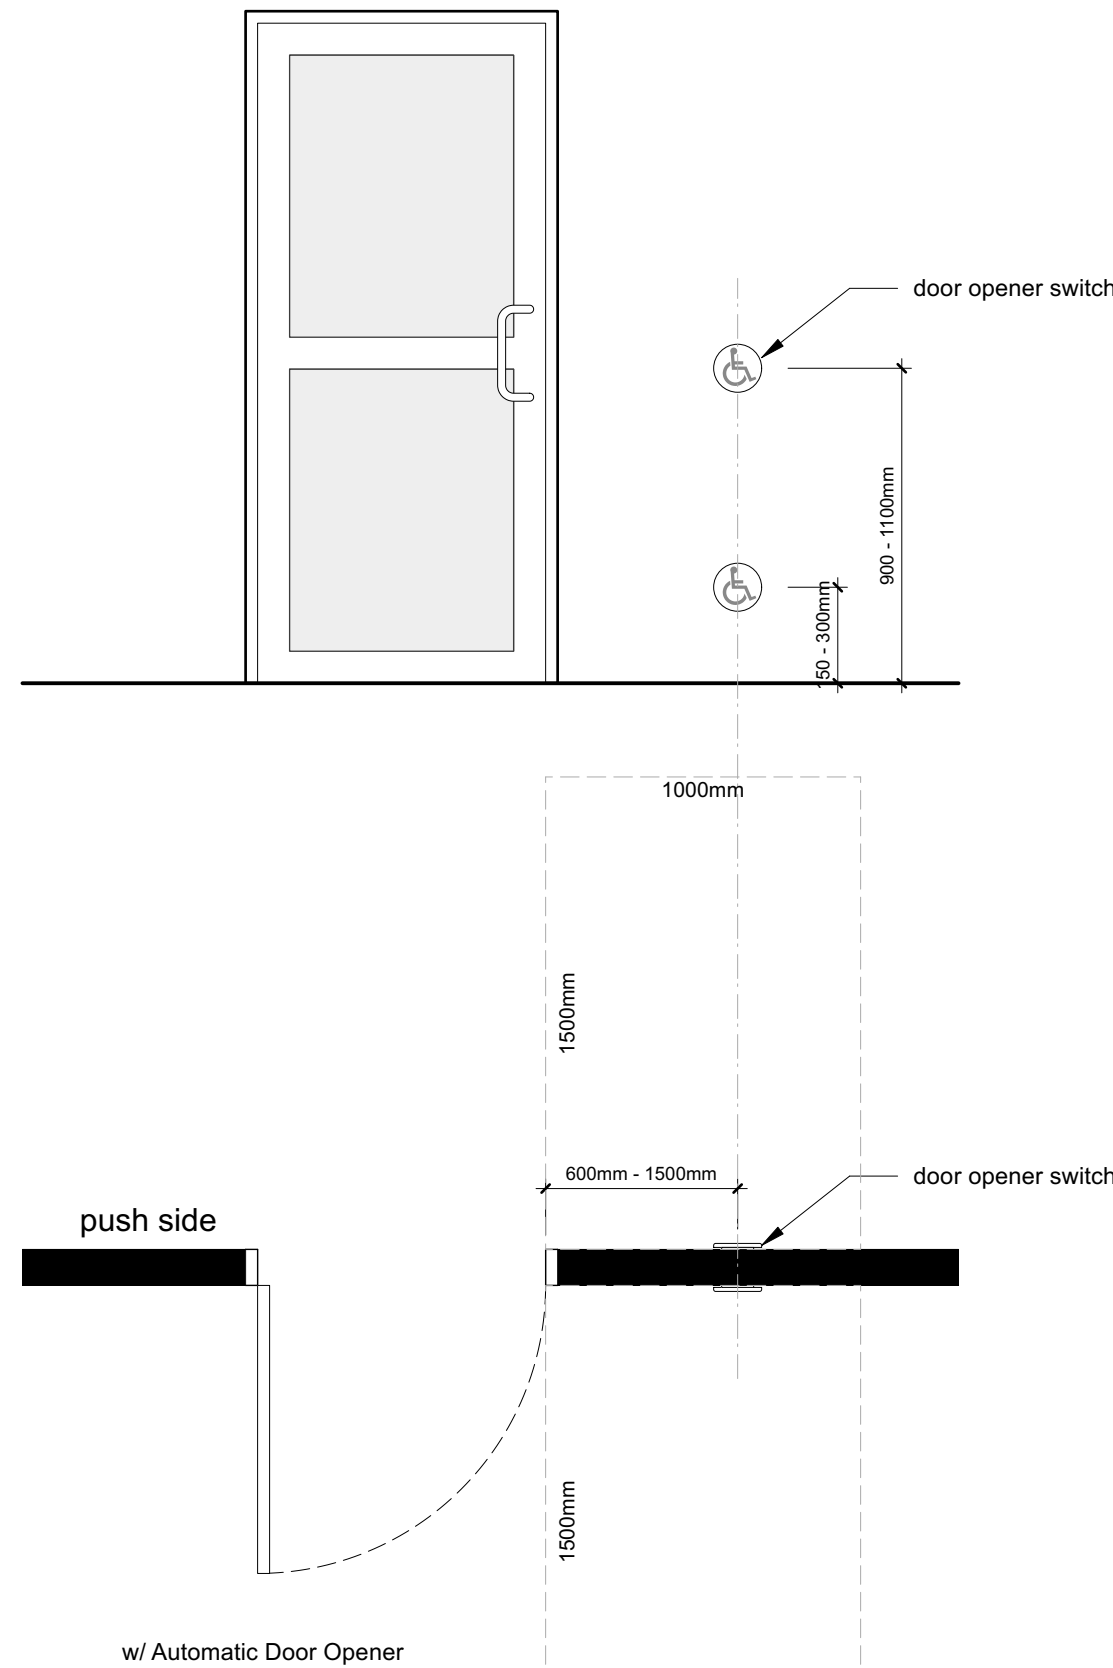 door opener switch
900 - 1100mm
150 - 300mm
1000mm
1500mm
600mm - 1500mm
door opener switch
push side
1500mm
w/ Automatic Door Opener